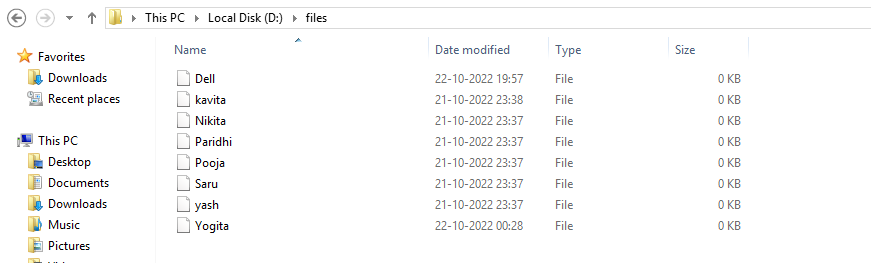 This PC Local Disk (D:) files
Name Date modified Type Size
Favorites
Downloads
Recent places
This PC
Desktop
Documents
Downloads
Music
Pictures
Dell 22-10-2022 19:57 File 0 KB
kavita 21-10-2022 23:38 File 0 KB
Nikita 21-10-2022 23:37 File 0 KB
Paridhi 21-10-2022 23:37 File 0 KB
Pooja 21-10-2022 23:37 File 0 KB
Saru 21-10-2022 23:37 File 0 KB
yash 21-10-2022 23:37 File 0 KB
Yogita 22-10-2022 00:28 File 0 KB